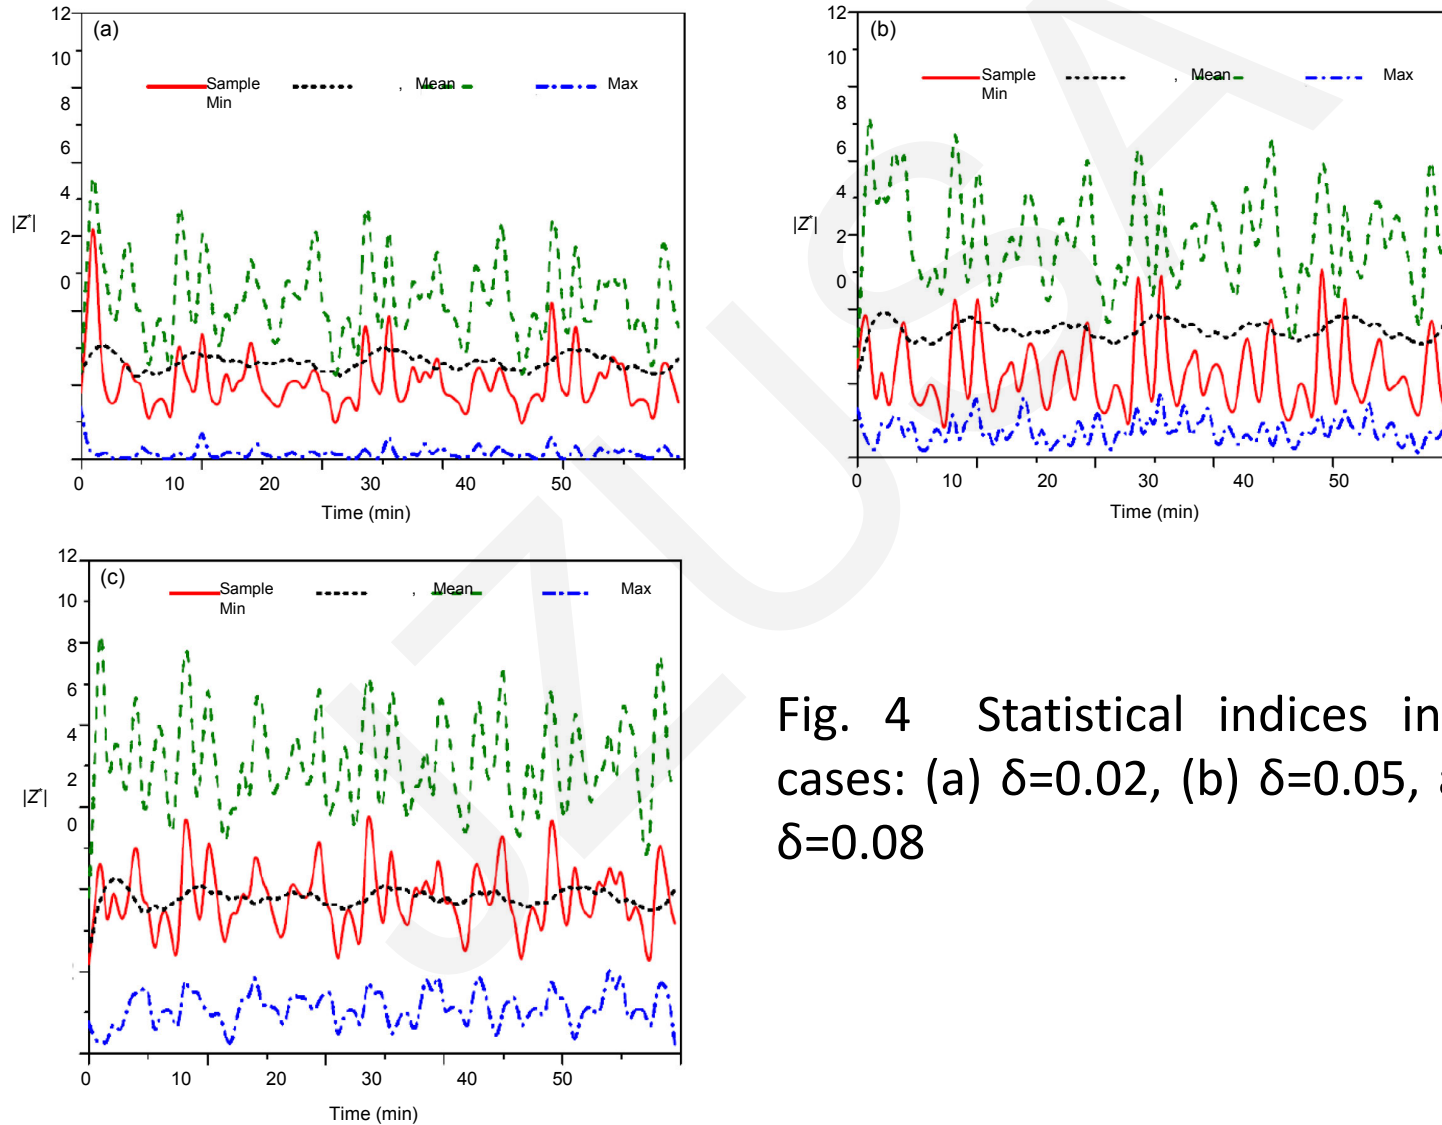 12
(a)
10
Sample , Mean Max
8
Min
6
4
|Z*|
2
0
0 10 20 30 40 50
Time (min)
12
(b)
10
Sample , Mean Max
8
Min
6
4
|Z*|
2
0
0 10 20 30 40 50
Time (min)
12
(c)
10
Sample , Mean Max
Min
8
6
4
2
|Z*|
0
0 10 20 30 40 50
Time (min)
Fig. 4 Statistical indices in
cases: (a) δ=0.02, (b) δ=0.05, a
δ=0.08
JZUSA